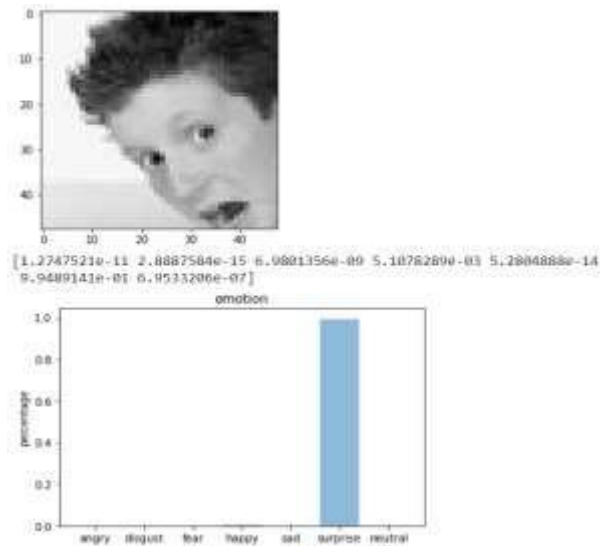 0
10
20
30
40
0 10 20 30 40
[1.2747521e-11 2.8887584e-15 6.9801356e-09 5.1078289e-03 5.2804888e-14
9.9489141e-01 6.9533206e-07]
emotion
1.0
0.8
0.6
0.4
0.2
0.0
percentage
angry disgust fear happy sad surprise neutral